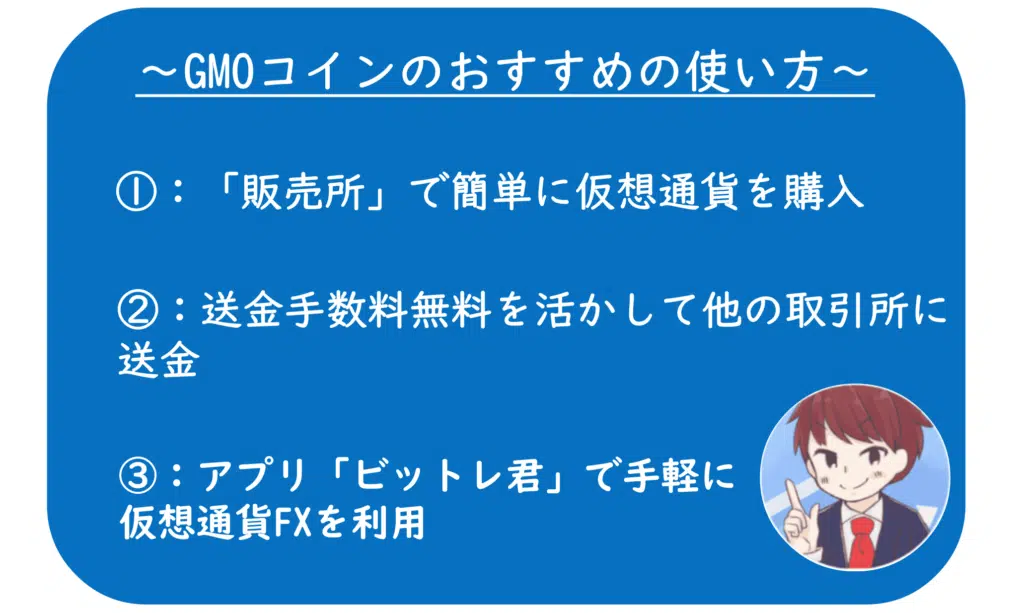 ～GMOコインのおすすめの使い方～
①：「販売所」で簡単に仮想通貨を購入
②：送金手数料無料を活かして他の取引所に
送金
③：アプリ「ビットレ君」で手軽に
仮想通貨FXを利用